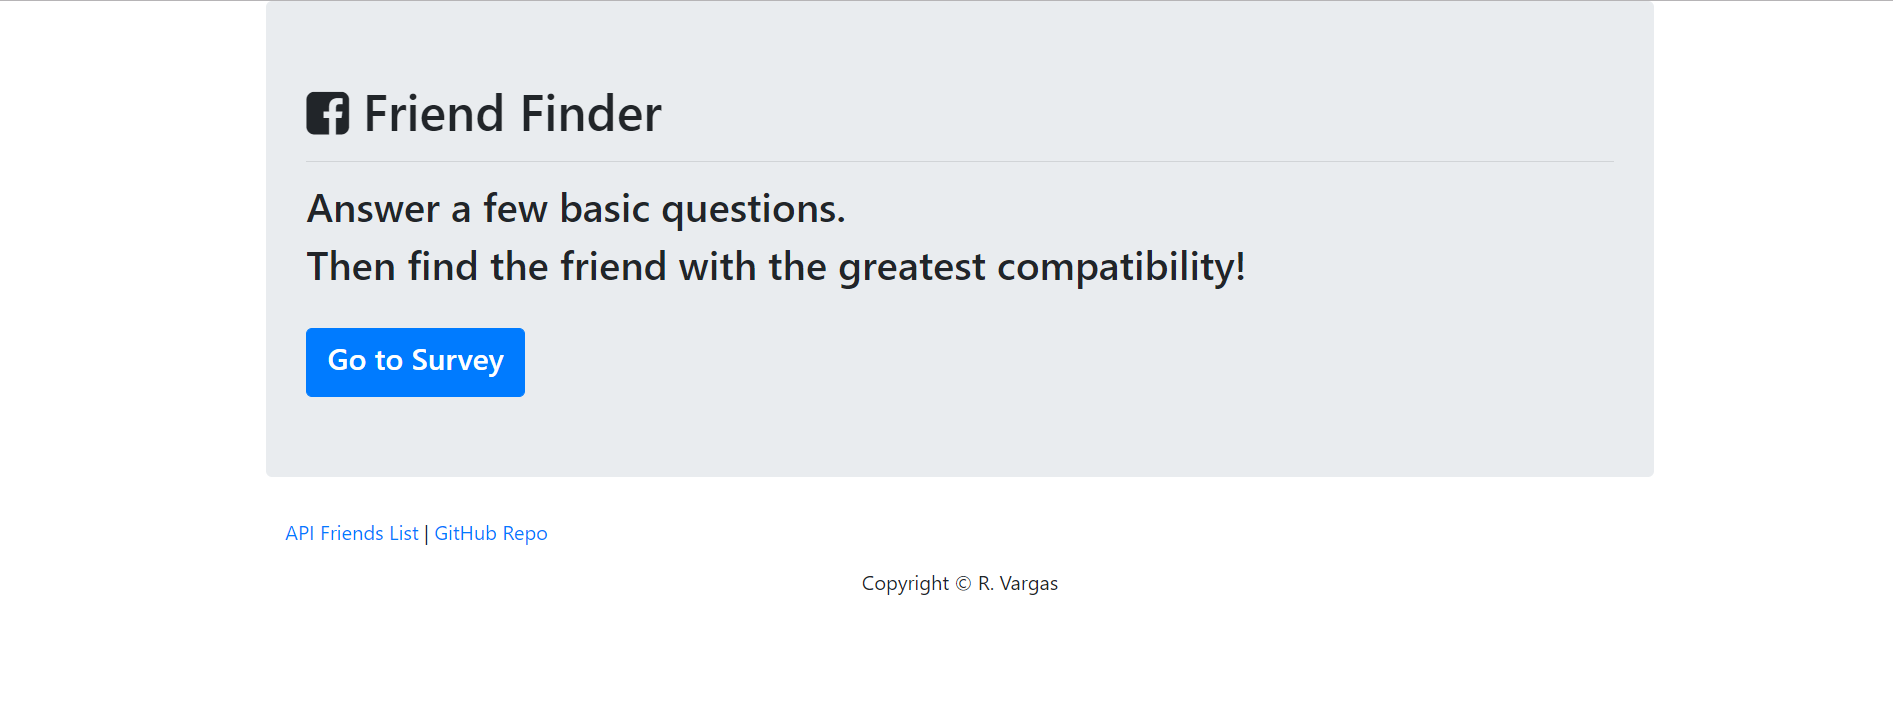 Friend Finder
Answer a few basic questions.
Then find the friend with the greatest compatibility!
Go to Survey
API Friends List | GitHub Repo
Copyright © R. Vargas